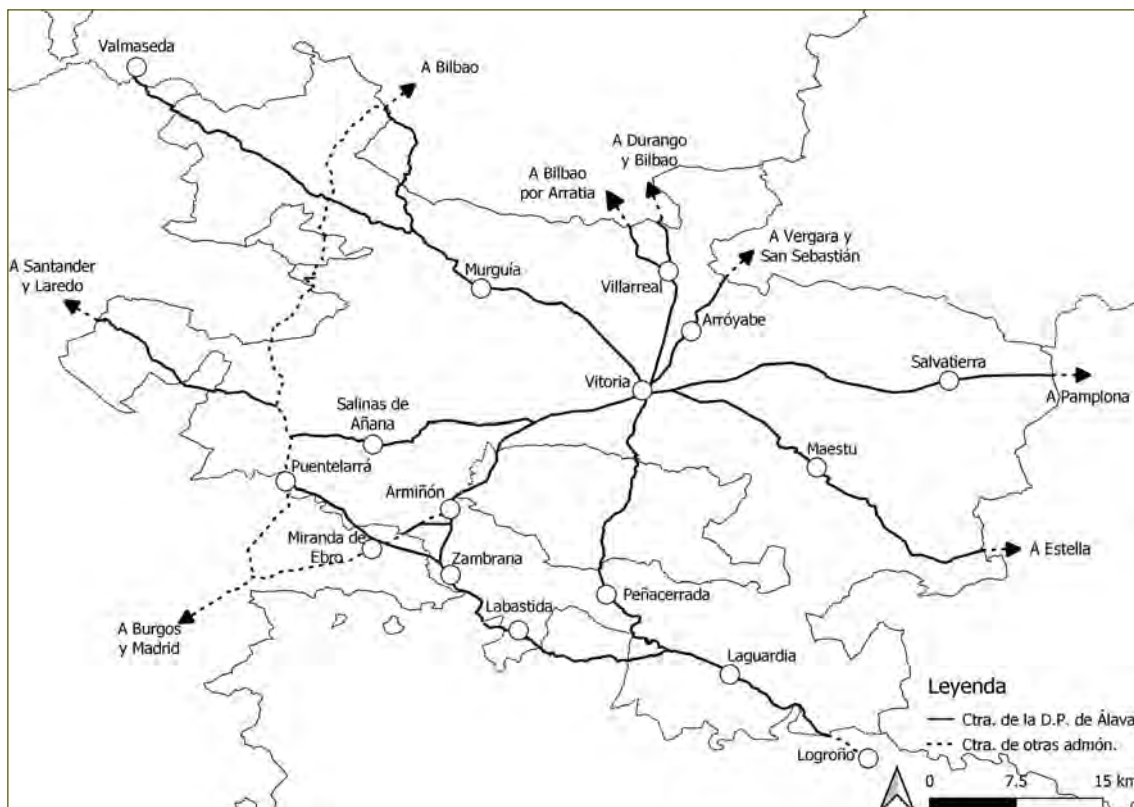 Valmaseda
A Bilbao
A Durango
y Bilbao
A Bilbao
por Arratia
A Vergara y
San Sebastián
A Santander
y Laredo
Murguía
Villarreal
Arróyabe
Salvatierra
Vitoria
A Pamplona
Salinas de
Añana
Maestu
Puentelarrá
Armiñón
Miranda de
Ebro
A Estella
Zambrana
Peñacerrada
Labastida
A Burgos
y Madrid
Laguardia
Leyenda
Ctra. de la D.P. de Álava
Ctra. de otras admón.
Logroño
0 7.5 15 km